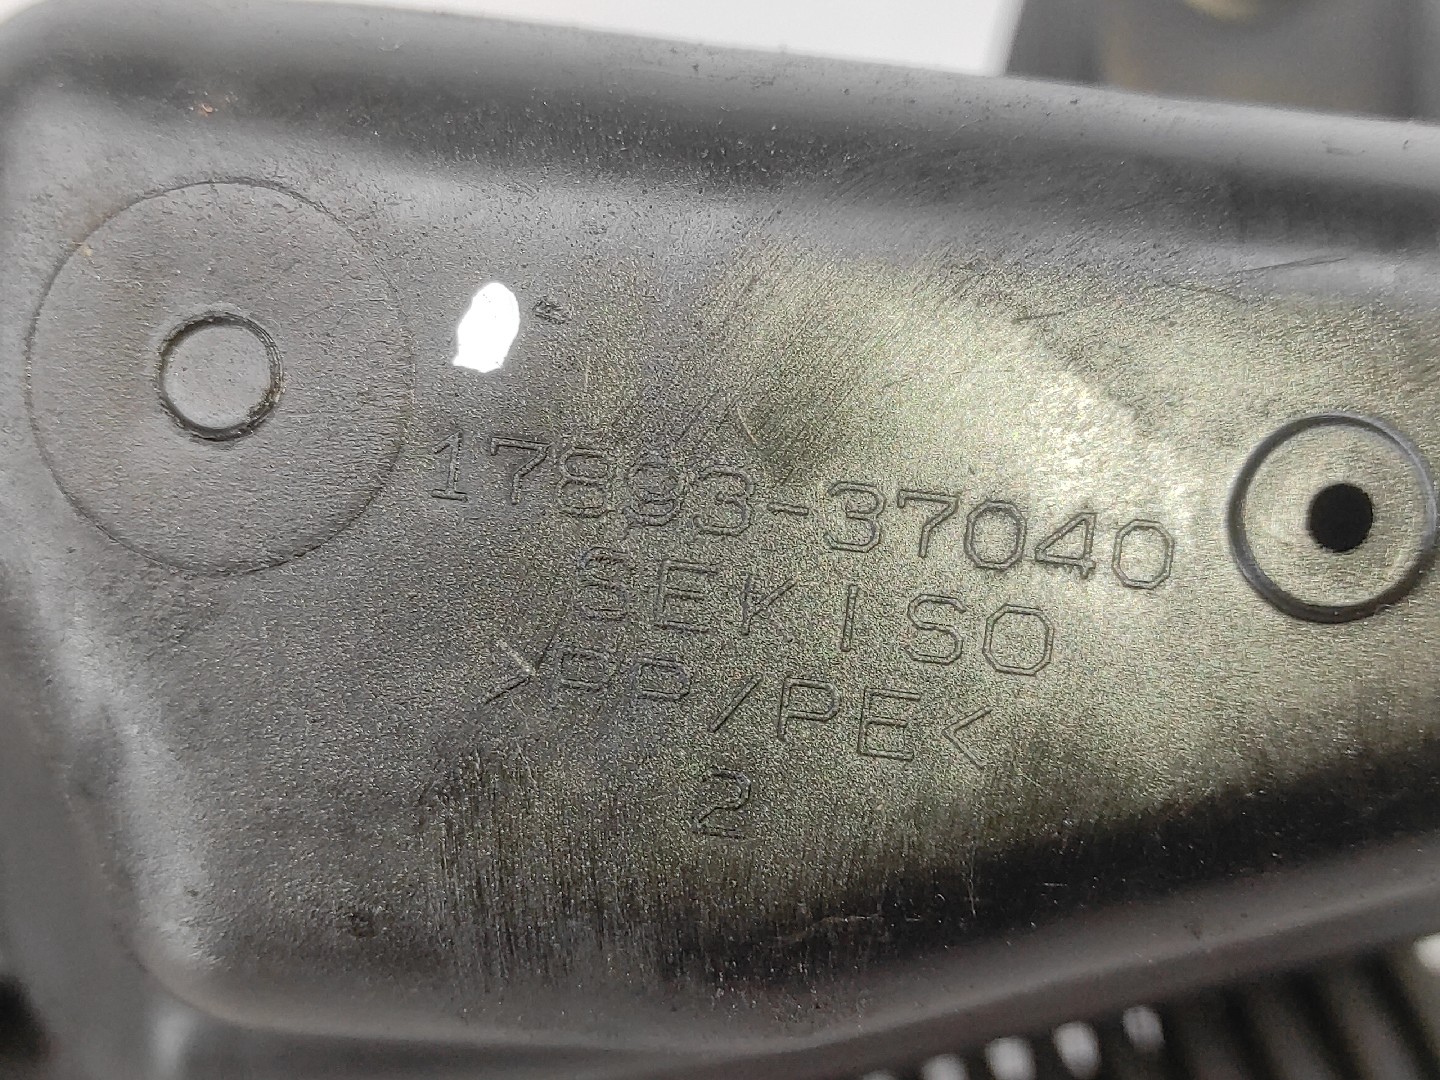 17893-37040
SEKISO
>PP/PE<
2